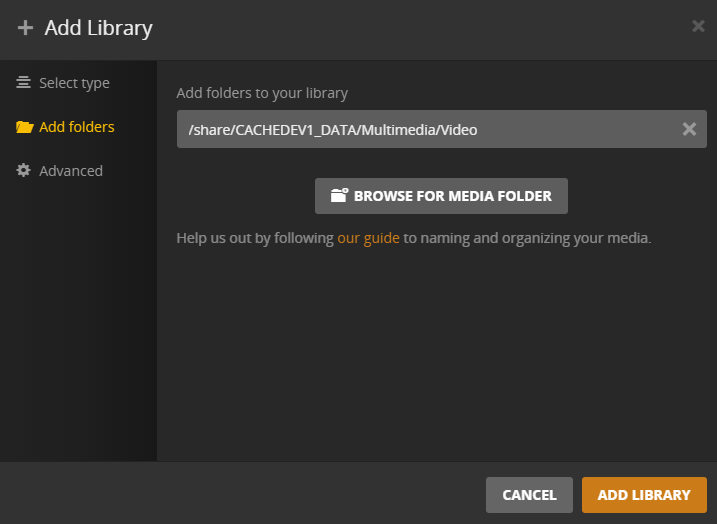 Add Library
Select type
Add folders
Advanced
Add folders to your library
/share/CACHEDEV1_DATA/Multimedia/Video
BROWSE FOR MEDIA FOLDER
Help us out by following our guide to naming and organizing your media.
CANCEL
ADD LIBRARY